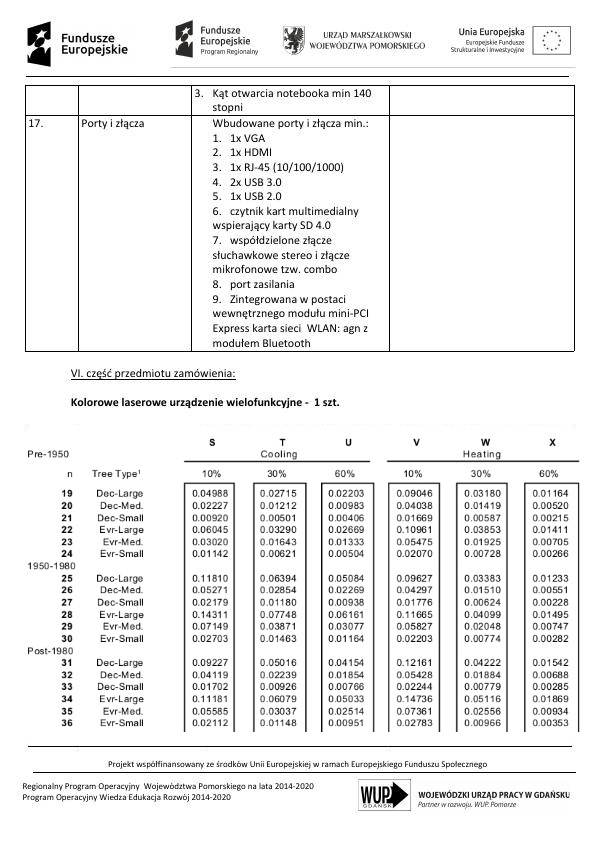 Fundusze
Europejskie
Fundusze
Europejskie
Program Regionalny
URZĄD MARSZAŁKOWSKI
WOJEWÓDZTWA POMORSKIEGO
Unia Europejska
Europejskie Fundusze
Strukturalne i Inwestycyjne
3. Kąt otwarcia notebooka min 140
stopni
17. Porty i złącza Wbudowane porty i złącza min.:
1. 1x VGA
2. 1x HDMI
3. 1x RJ-45 (10/100/1000)
4. 2x USB 3.0
5. 1x USB 2.0
6. czytnik kart multimedialny
wspierający karty SD 4.0
7. współdzielone złącze
słuchawkowe stereo i złącze
mikrofonowe tzw. combo
8. port zasilania
9. Zintegrowana w postaci
wewnętrznego modułu mini-PCI
Express karta sieci WLAN: agn z
modułem Bluetooth
VI. część przedmiotu zamówienia:
Kolorowe laserowe urządzenie wielofunkcyjne - 1 szt.
S T U V W X
Pre-1950 Cooling Heating
n Tree Type¹ 10% 30% 60% 10% 30% 60%
19 Dec-Large 0.04988 0.02715 0.02203 0.09046 0.03180 0.01164
20 Dec-Med. 0.02227 0.01212 0.00983 0.04038 0.01419 0.00520
21 Dec-Small 0.00920 0.00501 0.00406 0.01669 0.00587 0.00215
22 Evr-Large 0.06045 0.03290 0.02669 0.10961 0.03853 0.01411
23 Evr-Med. 0.03020 0.01643 0.01333 0.05475 0.01925 0.00705
24 Evr-Small 0.01142 0.00621 0.00504 0.02070 0.00728 0.00266
1950-1980
25 Dec-Large 0.11810 0.06394 0.05084 0.09627 0.03383 0.01233
26 Dec-Med. 0.05271 0.02854 0.02269 0.04297 0.01510 0.00551
27 Dec-Small 0.02179 0.01180 0.00938 0.01776 0.00624 0.00228
28 Evr-Large 0.14311 0.07748 0.06161 0.11665 0.04099 0.01495
29 Evr-Med. 0.07149 0.03871 0.03077 0.05827 0.02048 0.00747
30 Evr-Small 0.02703 0.01463 0.01164 0.02203 0.00774 0.00282
Post-1980
31 Dec-Large 0.09227 0.05016 0.04154 0.12161 0.04222 0.01542
32 Dec-Med. 0.04119 0.02239 0.01854 0.05428 0.01884 0.00688
33 Dec-Small 0.01702 0.00926 0.00766 0.02244 0.00779 0.00285
34 Evr-Large 0.11181 0.06079 0.05033 0.14736 0.05116 0.01869
35 Evr-Med. 0.05585 0.03037 0.02514 0.07361 0.02556 0.00934
36 Evr-Small 0.02112 0.01148 0.00951 0.02783 0.00966 0.00353
Projekt współfinansowany ze środków Unii Europejskiej w ramach Europejskiego Funduszu Społecznego
Regionalny Program Operacyjny Województwa Pomorskiego na lata 2014-2020
Program Operacyjny Wiedza Edukacja Rozwój 2014-2020
WUP
GDAŃSK
WOJEWÓDZKI URZĄD PRACY W GDAŃSKU
Partner w rozwoju. WUP. Pomorze